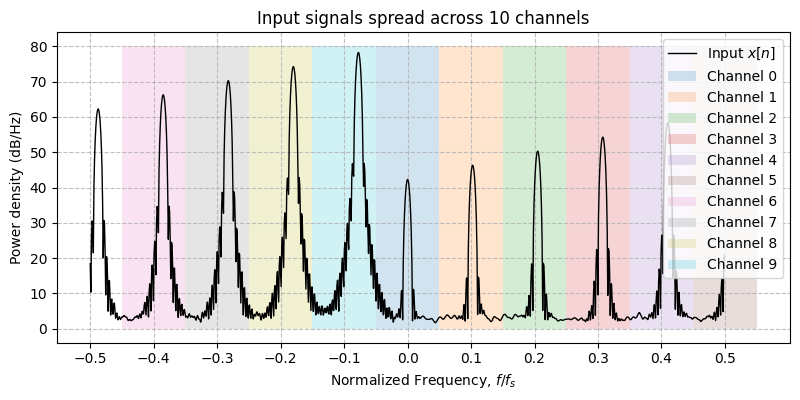 Input signals spread across 10 channels
Power density (dB/Hz)
80
70
60
50
40
30
20
10
0
Input x[n]
Channel 0
Channel 1
Channel 2
Channel 3
Channel 4
Channel 5
Channel 6
Channel 7
Channel 8
Channel 9
−0.5 −0.4 −0.3 −0.2 −0.1 0.0 0.1 0.2 0.3 0.4 0.5
Normalized Frequency, f/fₛ